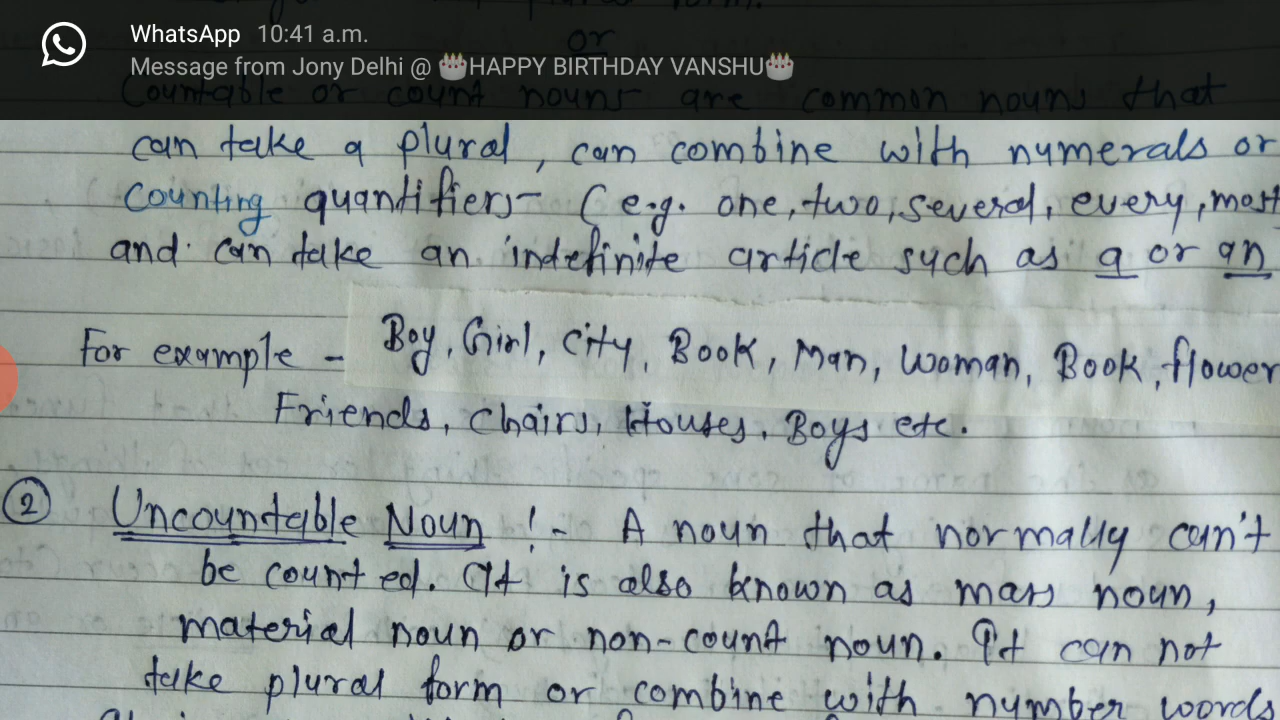 or
WhatsApp 10:41 a.m.
Message from Jony Delhi @ 🎂HAPPY BIRTHDAY VANSHU🎂
Countable or count nouns are common nouns that
can take a plural, can combine with numerals or
counting quantifiers- (e.g. one, two, several, every, most
and can take an indefinite article such as a or an
For example - Boy, Girl, City, Book, Man, Woman, Book, flower
Friends, Chairs, Houses, Boys etc.
② Uncountable Noun !- A noun that normally can't
be counted. It is also known as mass noun,
material noun or non-count noun. It can not
take plural form or combine with number words